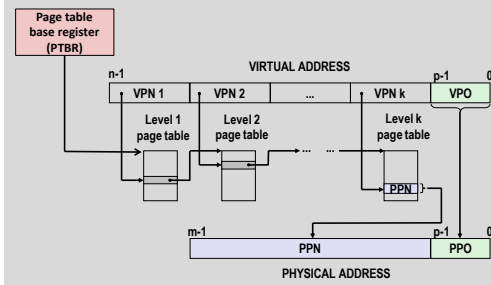 Page table
base register
(PTBR)
VIRTUAL ADDRESS
n-1
p-1
0
VPN 1
VPN 2
...
VPN k
VPO
Level 1
page table
Level 2
page table
Level k
page table
... ...
PPN
m-1
p-1
0
PPN
PPO
PHYSICAL ADDRESS